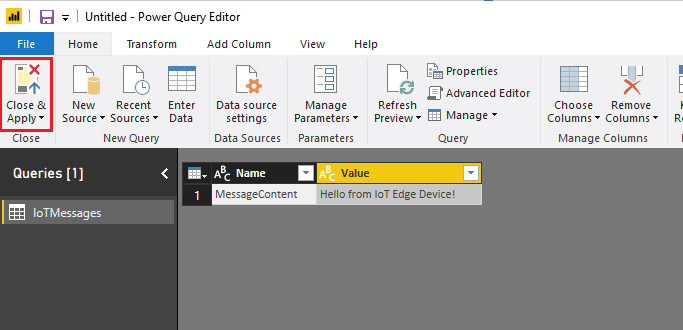 Untitled - Power Query Editor
File Home Transform Add Column View Help
Close & Apply
New Source
Recent Sources
Enter Data
Data source settings
Manage Parameters
Refresh Preview
Properties
Advanced Editor
Manage
Choose Columns
Remove Columns
Close New Query Data Sources Parameters Query Manage Columns
Queries [1]
IoTMessages
ABC Name ABC Value
1 MessageContent Hello from IoT Edge Device!